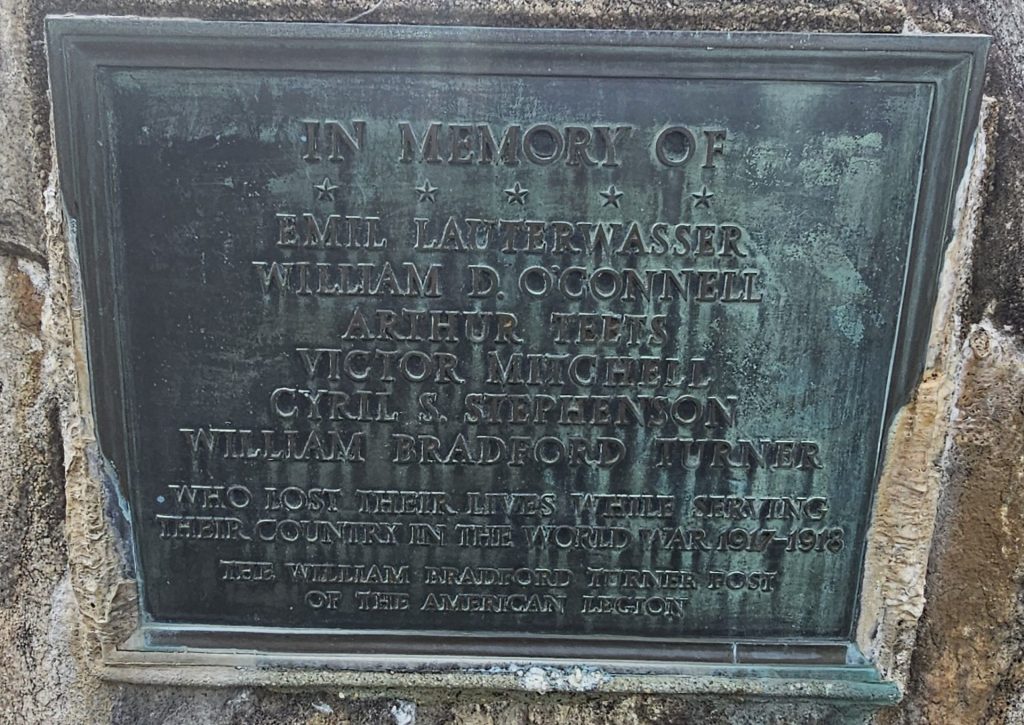 IN MEMORY OF
EMIL LAUTERWASSER
WILLIAM D. O'CONNELL
ARTHUR TEETS
VICTOR MITCHELL
CYRIL S. STEPHENSON
WILLIAM BRADFORD TURNER
WHO LOST THEIR LIVES WHILE SERVING
THEIR COUNTRY IN THE WORLD WAR 1917-1918
THE WILLIAM BRADFORD TURNER POST
OF THE AMERICAN LEGION